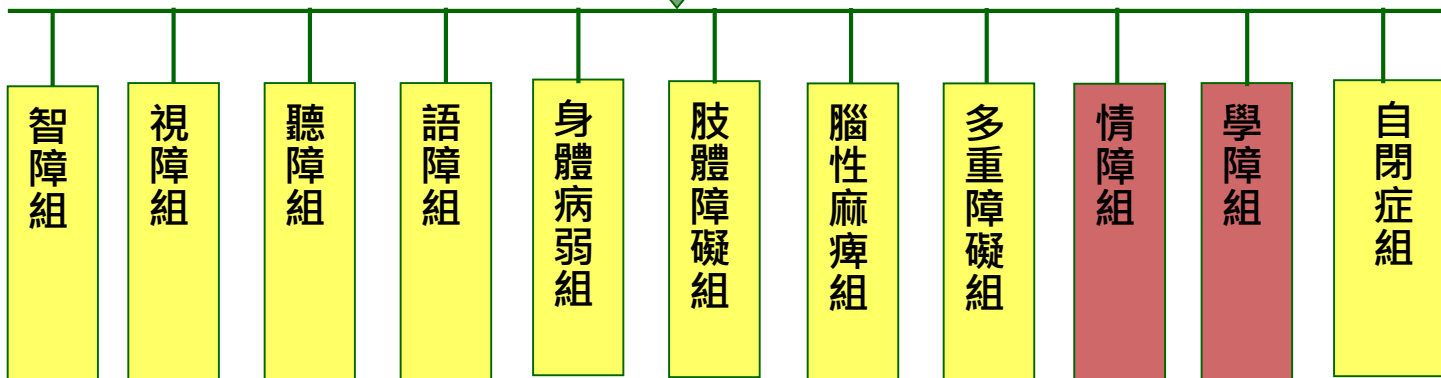 智障組
視障組
聽障組
語障組
身體病弱組
肢體障礙組
腦性麻痺組
多重障礙組
情障組
學障組
自閉症組